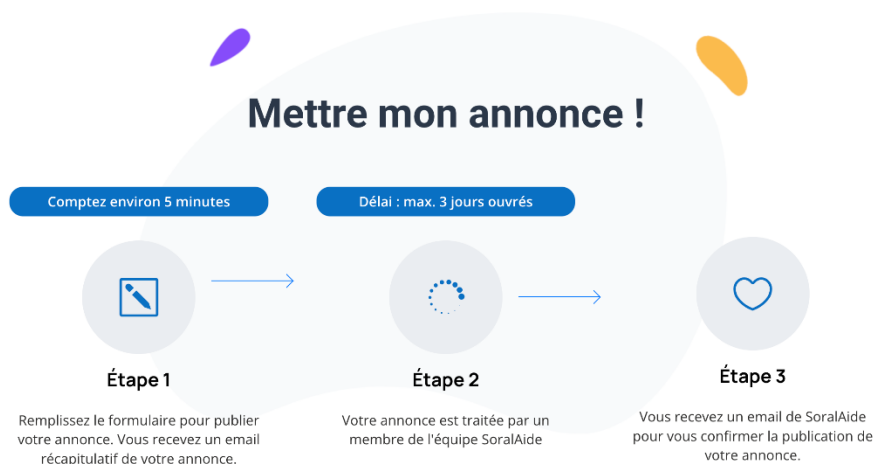 Mettre mon annonce !
Comptez environ 5 minutes
Délai : max. 3 jours ouvrés
Étape 1
Remplissez le formulaire pour publier
votre annonce. Vous recevez un email
récapitulatif de votre annonce.
Étape 2
Votre annonce est traitée par un
membre de l'équipe SoralAide
Étape 3
Vous recevez un email de SoralAide
pour vous confirmer la publication de
votre annonce.